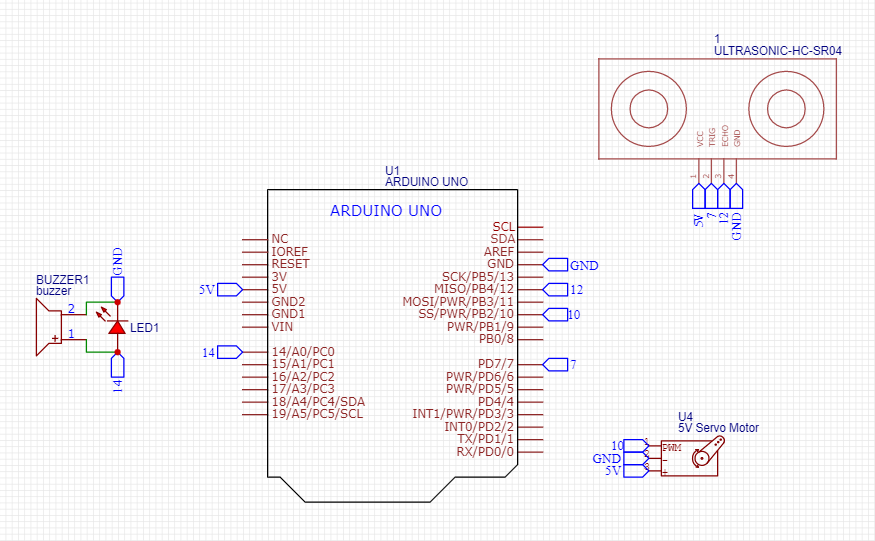 1
ULTRASONIC-HC-SR04
VCC
TRIG
ECHO
GND
1
2
3
4
5V
7
12
GND
U1
ARDUINO UNO
ARDUINO UNO
NC
IOREF
RESET
3V
5V
GND2
GND1
VIN
14/A0/PC0
15/A1/PC1
16/A2/PC2
17/A3/PC3
18/A4/PC4/SDA
19/A5/PC5/SCL
5V
14
SCL
SDA
AREF
GND
SCK/PB5/13
MISO/PB4/12
MOSI/PWR/PB3/11
SS/PWR/PB2/10
PWR/PB1/9
PB0/8
PD7/7
PWR/PD6/6
PWR/PD5/5
PD4/4
INT1/PWR/PD3/3
INT0/PD2/2
TX/PD1/1
RX/PD0/0
GND
12
10
7
BUZZER1
buzzer
2
1
+
GND
LED1
14
U4
5V Servo Motor
10
GND
5V
1
2
3
PWM
-
+